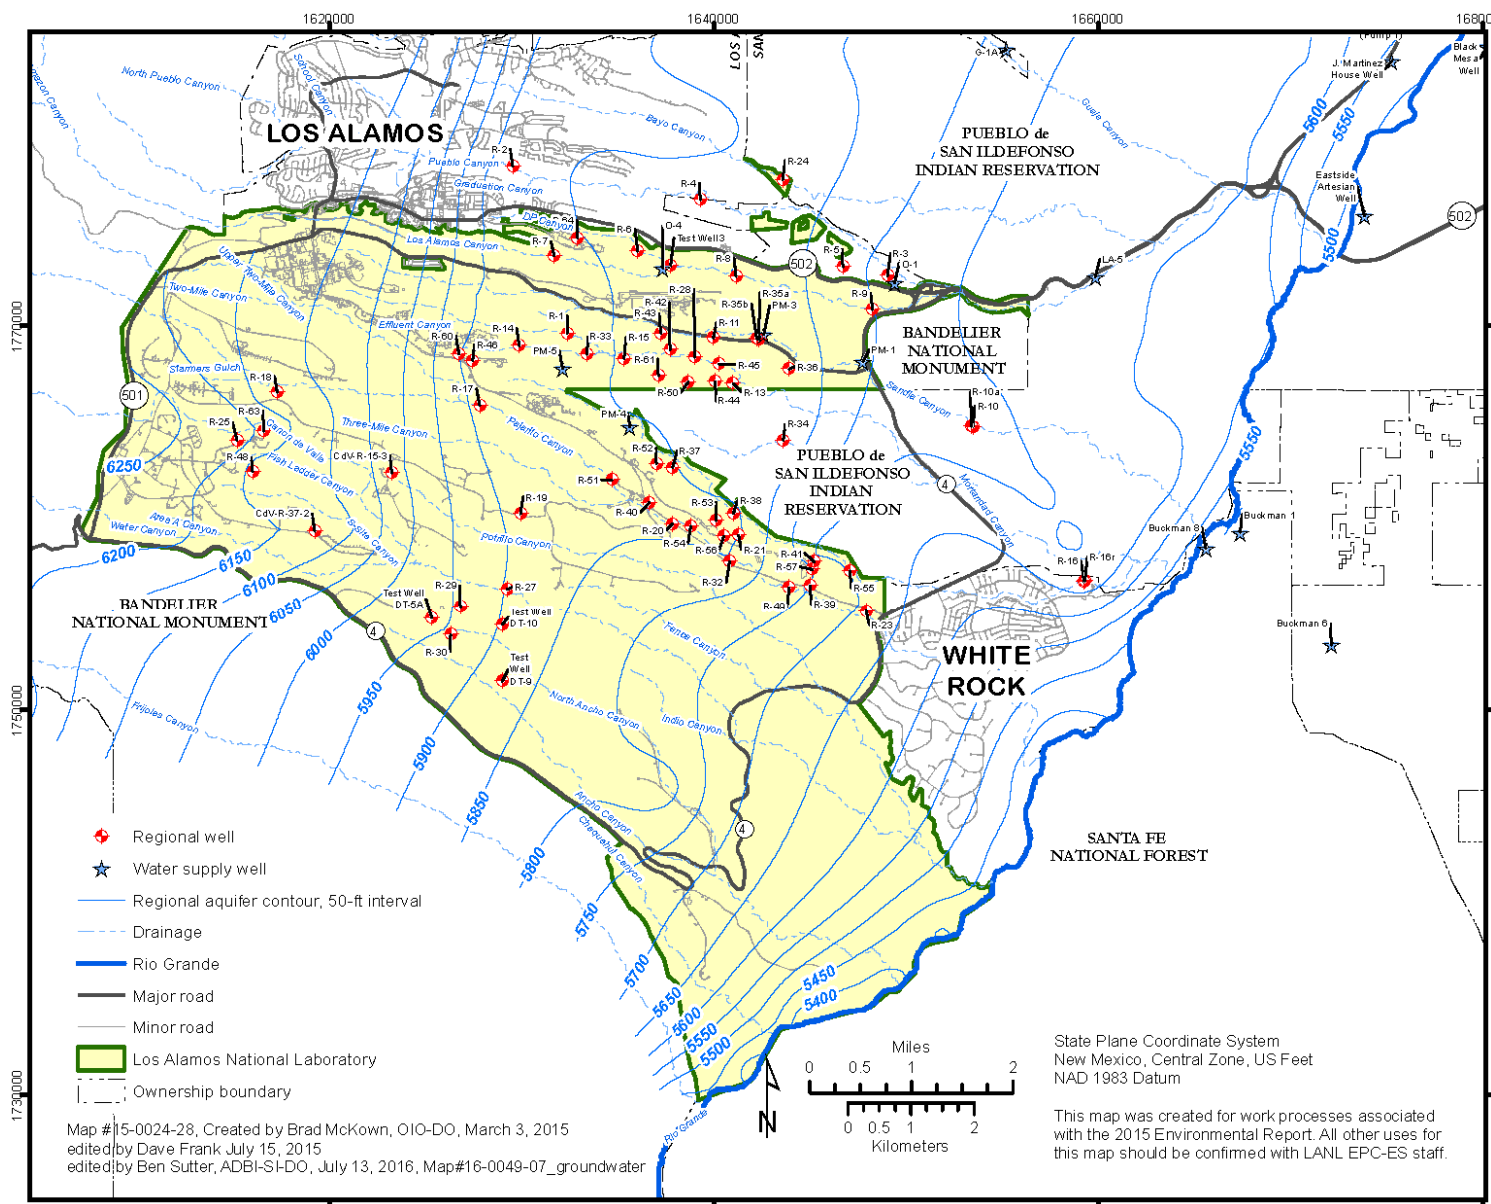 1620000
1640000
1660000
1770000
1750000
1730000
LOS ALAMOS
North Pueblo Canyon
School Canyon
Bayo Canyon
Pueblo Canyon
Graduation Canyon
DP Canyon
Los Alamos Canyon
Guaje Canyon
G-1A
J. Martinez
House Well
Black
Mesa
Well
5600
5550
PUEBLO de
SAN ILDEFONSO
INDIAN RESERVATION
Eastside
Artesian
Well
502
5500
LA-5
R-2
R-4
R-24
R-7
R-6
O-4
Test Well 3
R-8
502
R-5
R-3
O-1
R-9
Upper Two-Mile Canyon
Two-Mile Canyon
Effluent Canyon
Starmers Gulch
R-28
R-42
R-43
R-35b
R-35a
PM-3
R-1
R-14
R-33
R-15
R-11
R-60
R-46
PM-5
R-61
R-45
R-36
PM-1
R-50
R-44
R-13
BANDELIER
NATIONAL
MONUMENT
Sandia Canyon
R-10a
R-10
501
R-18
R-17
R-63
R-25
R-48
Cañon de Valle
Fish Ladder Canyon
Three-Mile Canyon
CdV-R-15-3
Pajarito Canyon
PM-4
R-34
R-52
R-37
PUEBLO de
SAN ILDEFONSO
INDIAN
RESERVATION
4
Mortandad Canyon
5550
6250
R-51
R-40
R-19
CdV-R-37-2
Area A Canyon
Water Canyon
S-Site Canyon
Potrillo Canyon
R-53
R-38
R-20
R-54
R-56
R-21
R-32
R-41
R-57
R-49
R-39
R-55
R-23
R-16
R-16r
Buckman 8
Buckman 1
Buckman 6
6200
6150
6100
6050
6000
5950
5900
5850
5800
5750
5700
5650
5600
5550
5500
5450
5400
BANDELIER
NATIONAL MONUMENT
4
Test Well
DT-5A
R-29
R-27
Test Well
DT-10
R-30
Test
Well
DT-9
Fence Canyon
WHITE
ROCK
North Ancho Canyon
Indio Canyon
Frijoles Canyon
Ancho Canyon
Chaquehui Canyon
4
SANTA FE
NATIONAL FOREST
Rio Grande
Regional well
Water supply well
Regional aquifer contour, 50-ft interval
Drainage
Rio Grande
Major road
Minor road
Los Alamos National Laboratory
Ownership boundary
Miles
0 0.5 1 2
0 0.5 1 2
Kilometers
N
State Plane Coordinate System
New Mexico, Central Zone, US Feet
NAD 1983 Datum
This map was created for work processes associated
with the 2015 Environmental Report. All other uses for
this map should be confirmed with LANL EPC-ES staff.
Map #15-0024-28, Created by Brad McKown, OIO-DO, March 3, 2015
edited by Dave Frank July 15, 2015
edited by Ben Sutter, ADBI-SI-DO, July 13, 2016, Map#16-0049-07_groundwater